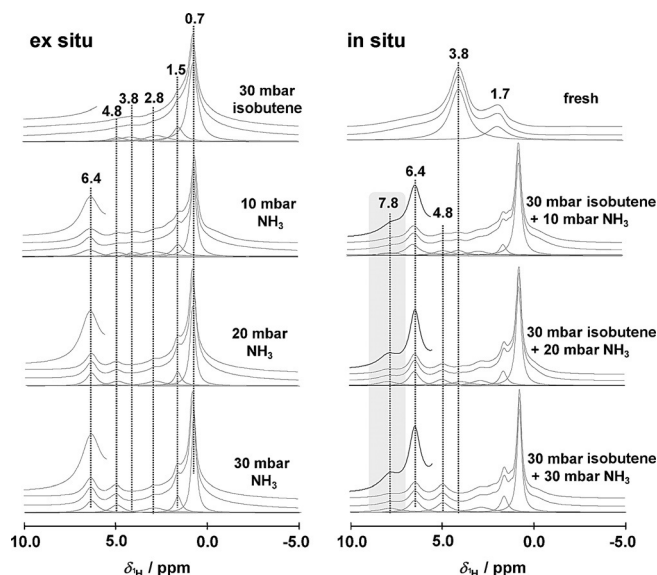 ex situ
0.7
1.5
2.8
3.8
4.8
30 mbar
isobutene
6.4
10 mbar
NH3
20 mbar
NH3
30 mbar
NH3
10.0 5.0 0.0 -5.0
δ1H / ppm
in situ
3.8
1.7
fresh
7.8
6.4
4.8
30 mbar isobutene
+ 10 mbar NH3
30 mbar isobutene
+ 20 mbar NH3
30 mbar isobutene
+ 30 mbar NH3
10.0 5.0 0.0 -5.0
δ1H / ppm